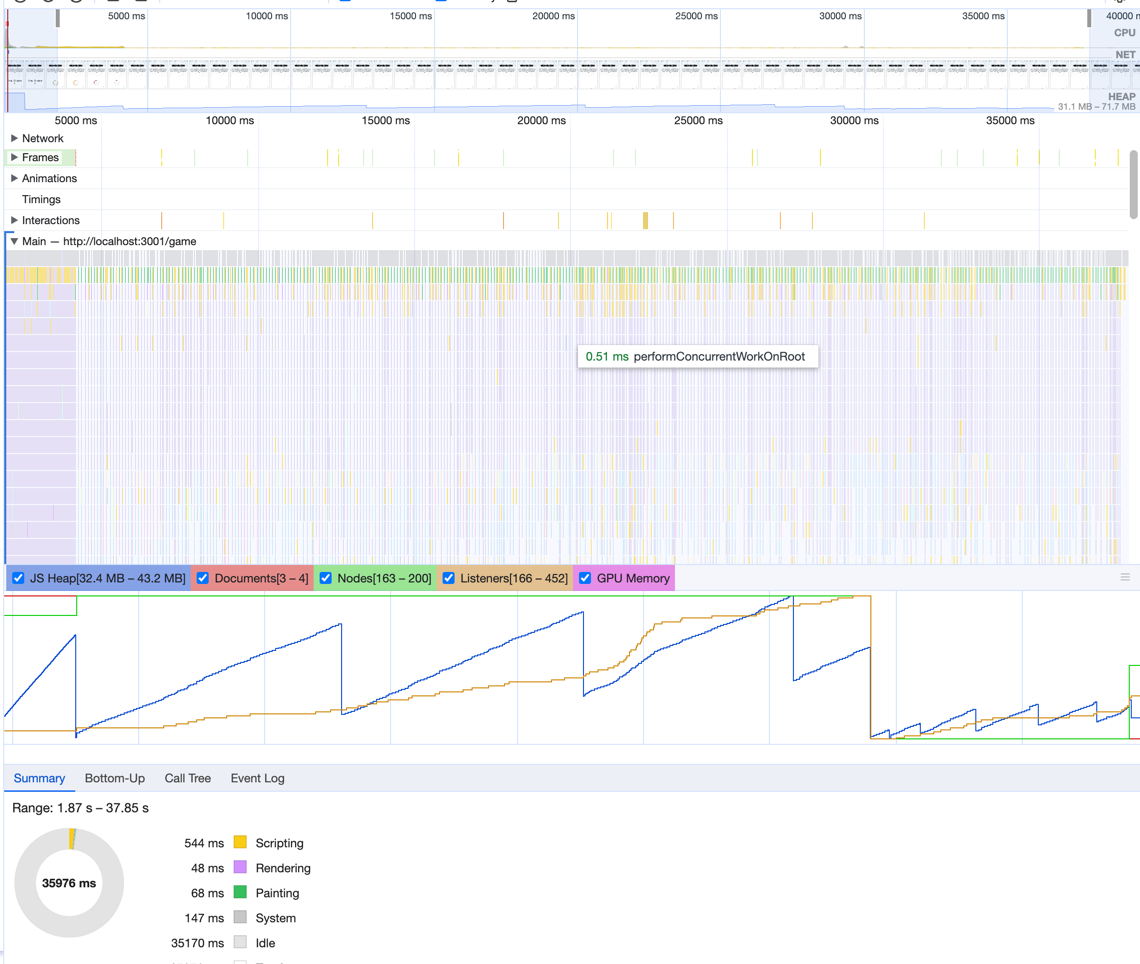 5000 ms 10000 ms 15000 ms 20000 ms 25000 ms 30000 ms 35000 ms 40000 m
CPU
NET
HEAP
31.1 MB – 71.7 MB
5000 ms 10000 ms 15000 ms 20000 ms 25000 ms 30000 ms 35000 ms
Network
Frames
Animations
Timings
Interactions
Main — http://localhost:3001/game
0.51 ms performConcurrentWorkOnRoot
JS Heap[32.4 MB – 43.2 MB] Documents[3 – 4] Nodes[163 – 200] Listeners[166 – 452] GPU Memory
Summary Bottom-Up Call Tree Event Log
Range: 1.87 s – 37.85 s
544 ms Scripting
48 ms Rendering
35976 ms
68 ms Painting
147 ms System
35170 ms Idle